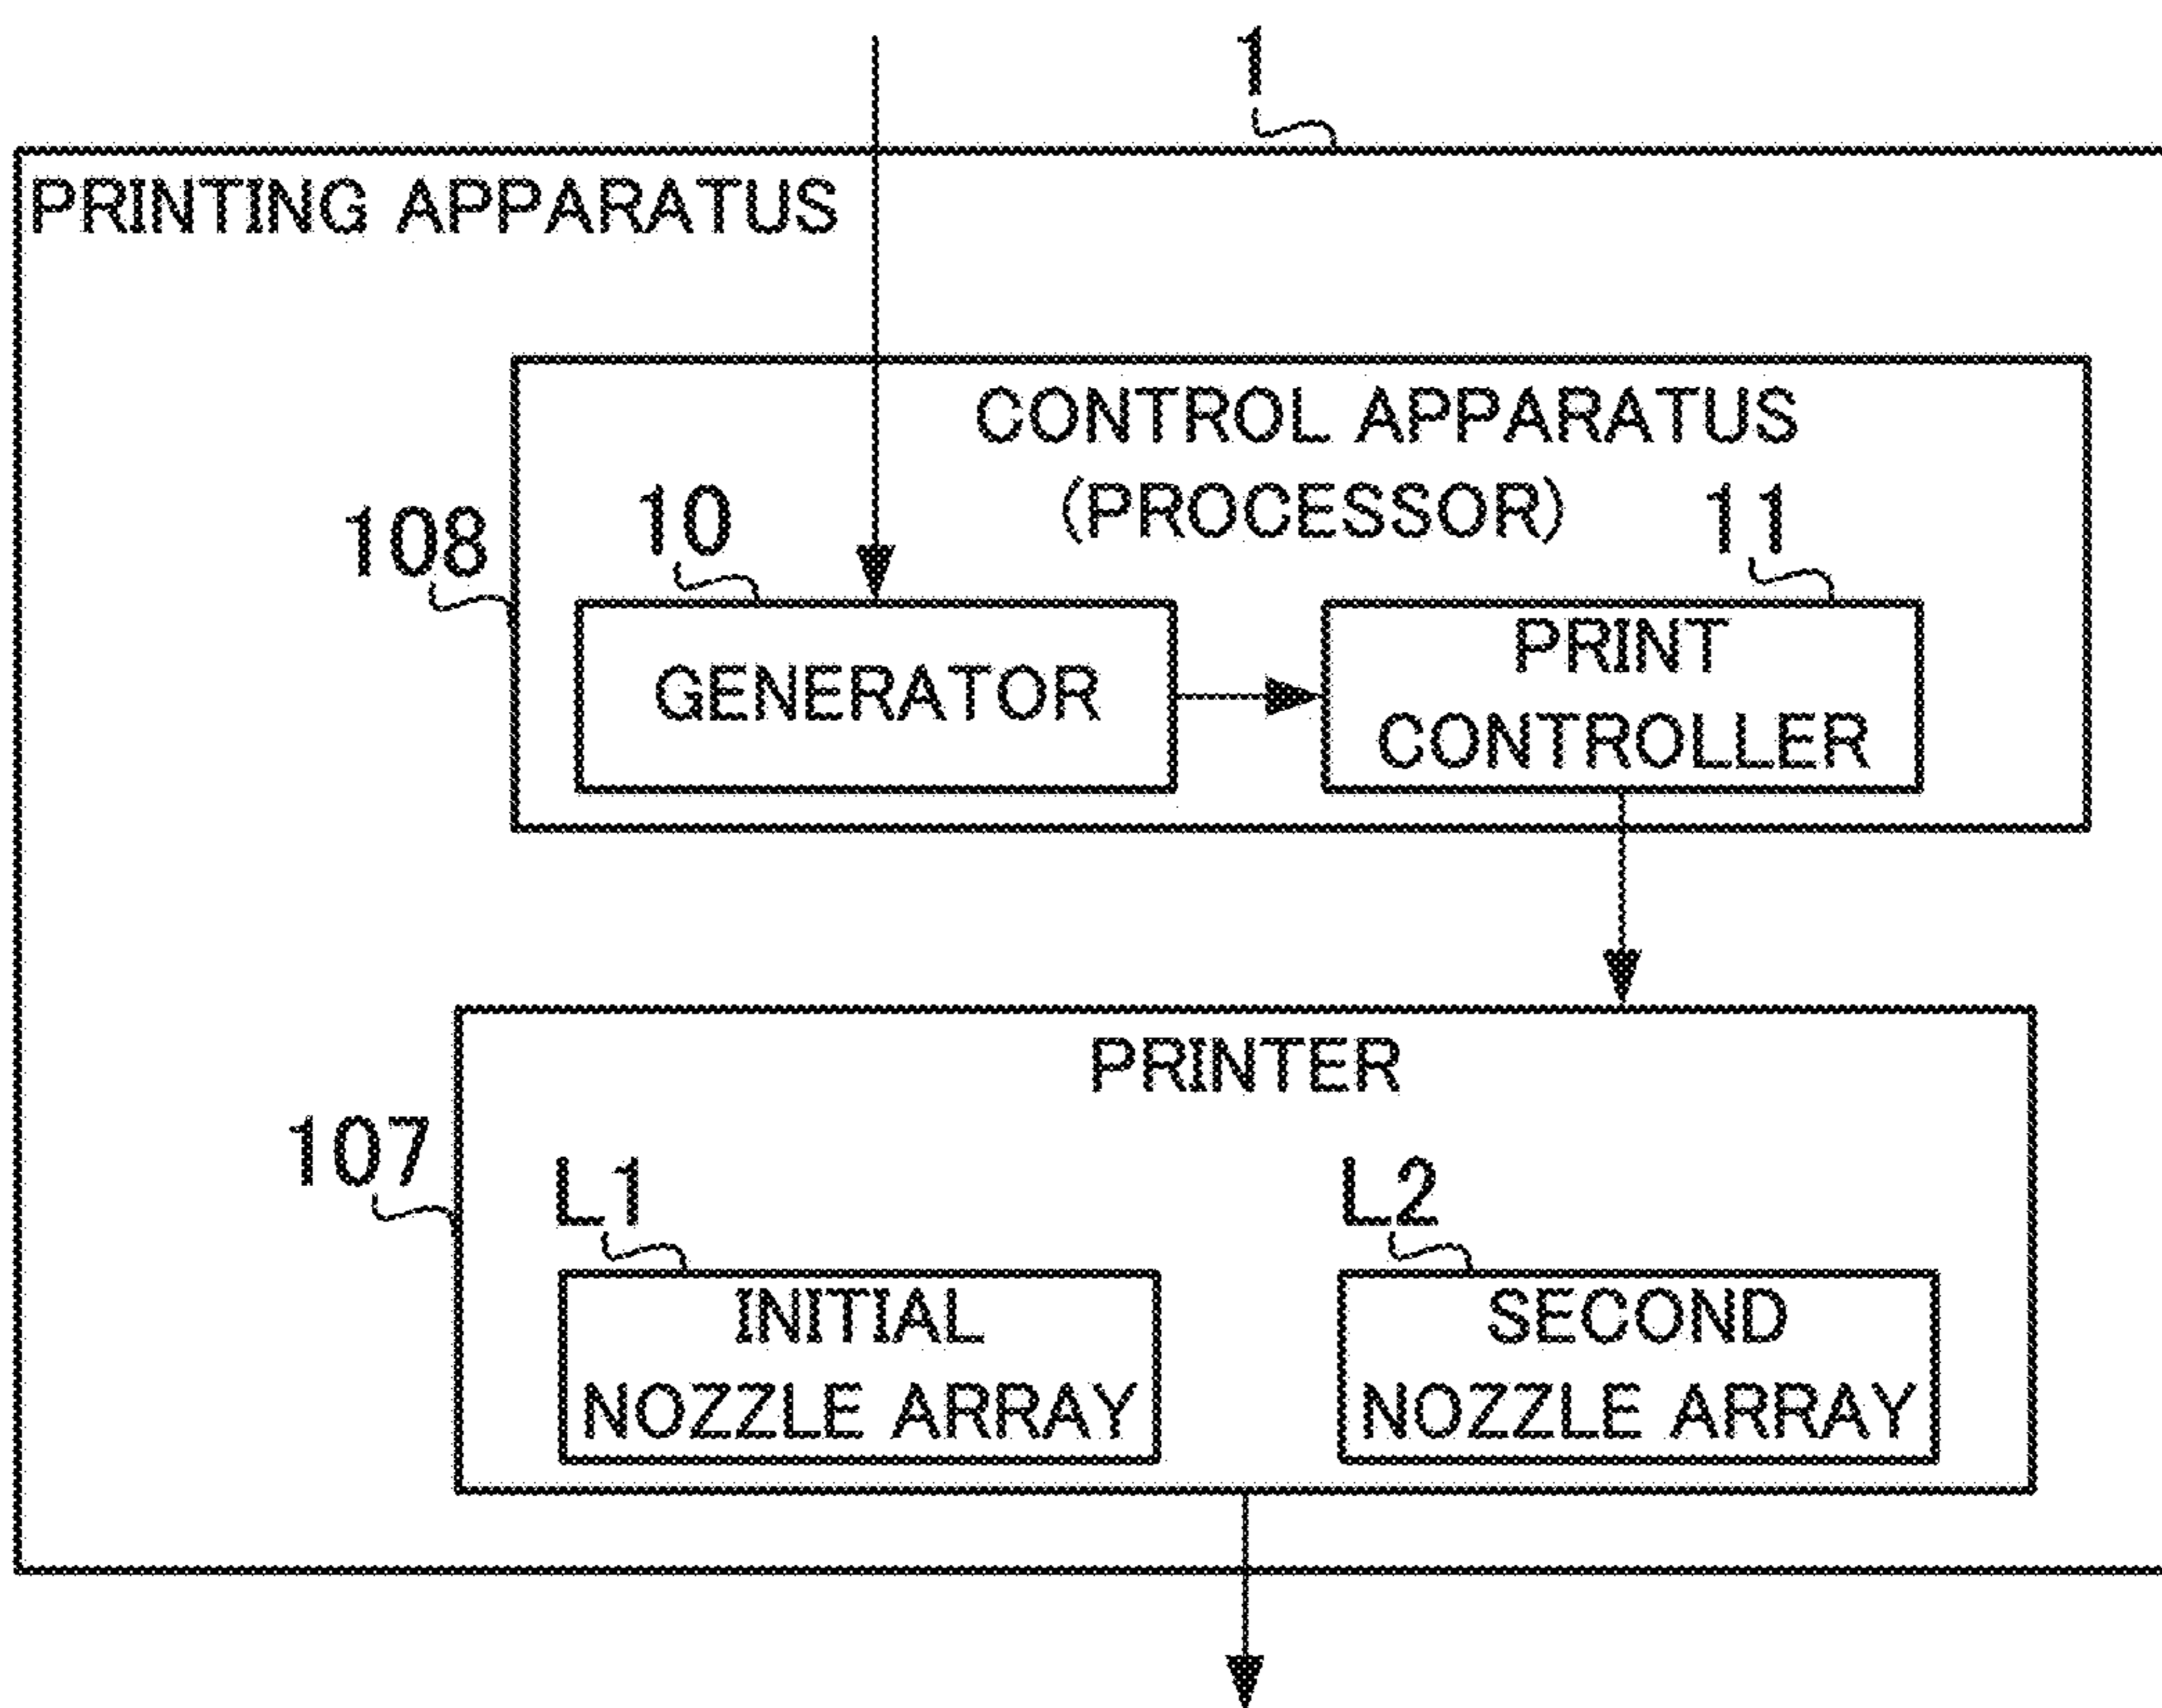 1
PRINTING APPARATUS
CONTROL APPARATUS
(PROCESSOR)
108
10
11
GENERATOR
PRINT
CONTROLLER
PRINTER
107
L1
L2
INITIAL
NOZZLE ARRAY
SECOND
NOZZLE ARRAY